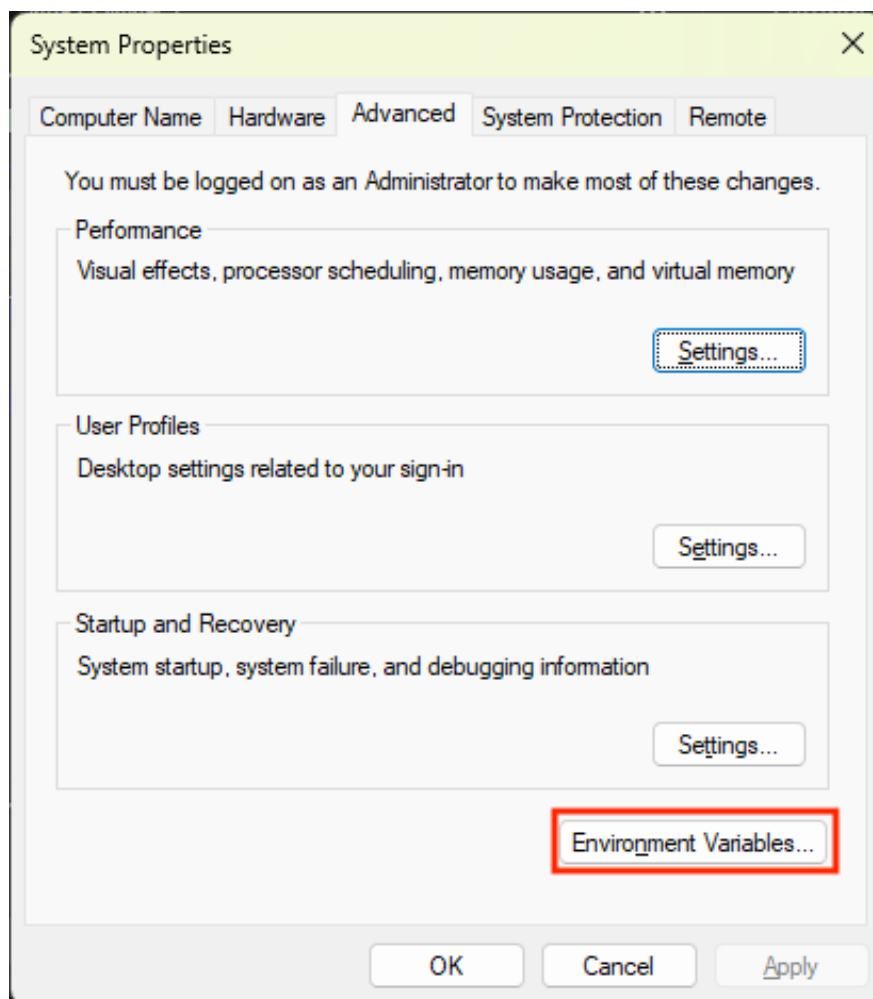 System Properties
Computer Name Hardware Advanced System Protection Remote
You must be logged on as an Administrator to make most of these changes.
Performance
Visual effects, processor scheduling, memory usage, and virtual memory
Settings...
User Profiles
Desktop settings related to your sign-in
Settings...
Startup and Recovery
System startup, system failure, and debugging information
Settings...
Environment Variables...
OK Cancel Apply